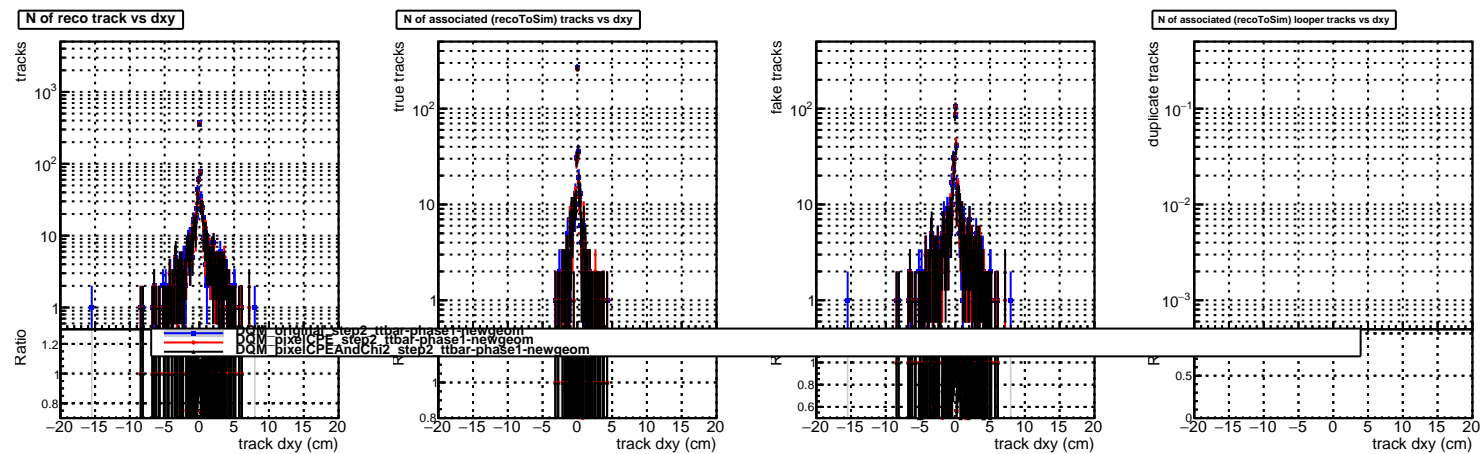 N of reco track vs dxy
tracks
10³
10²
10
1
Ratio
1.2
1
0.8
−20 −15 −10 −5 0 5 10 15 20
track dxy (cm)
N of associated (recoToSim) tracks vs dxy
true tracks
10²
10
1
1
0.8
−20 −15 −10 −5 0 5 10 15 20
track dxy (cm)
fake tracks
10²
10
1
1
0.8
0.6
−20 −15 −10 −5 0 5 10 15 20
track dxy (cm)
N of associated (recoToSim) looper tracks vs dxy
duplicate tracks
10⁻¹
10⁻²
10⁻³
0.5
0
−20 −15 −10 −5 0 5 10 15 20
track dxy (cm)
DQM_original_step2_ttbar-phase1-newgeom
DQM_pixelCPE_step2_ttbar-phase1-newgeom
DQM_pixelCPEAndChi2_step2_ttbar-phase1-newgeom